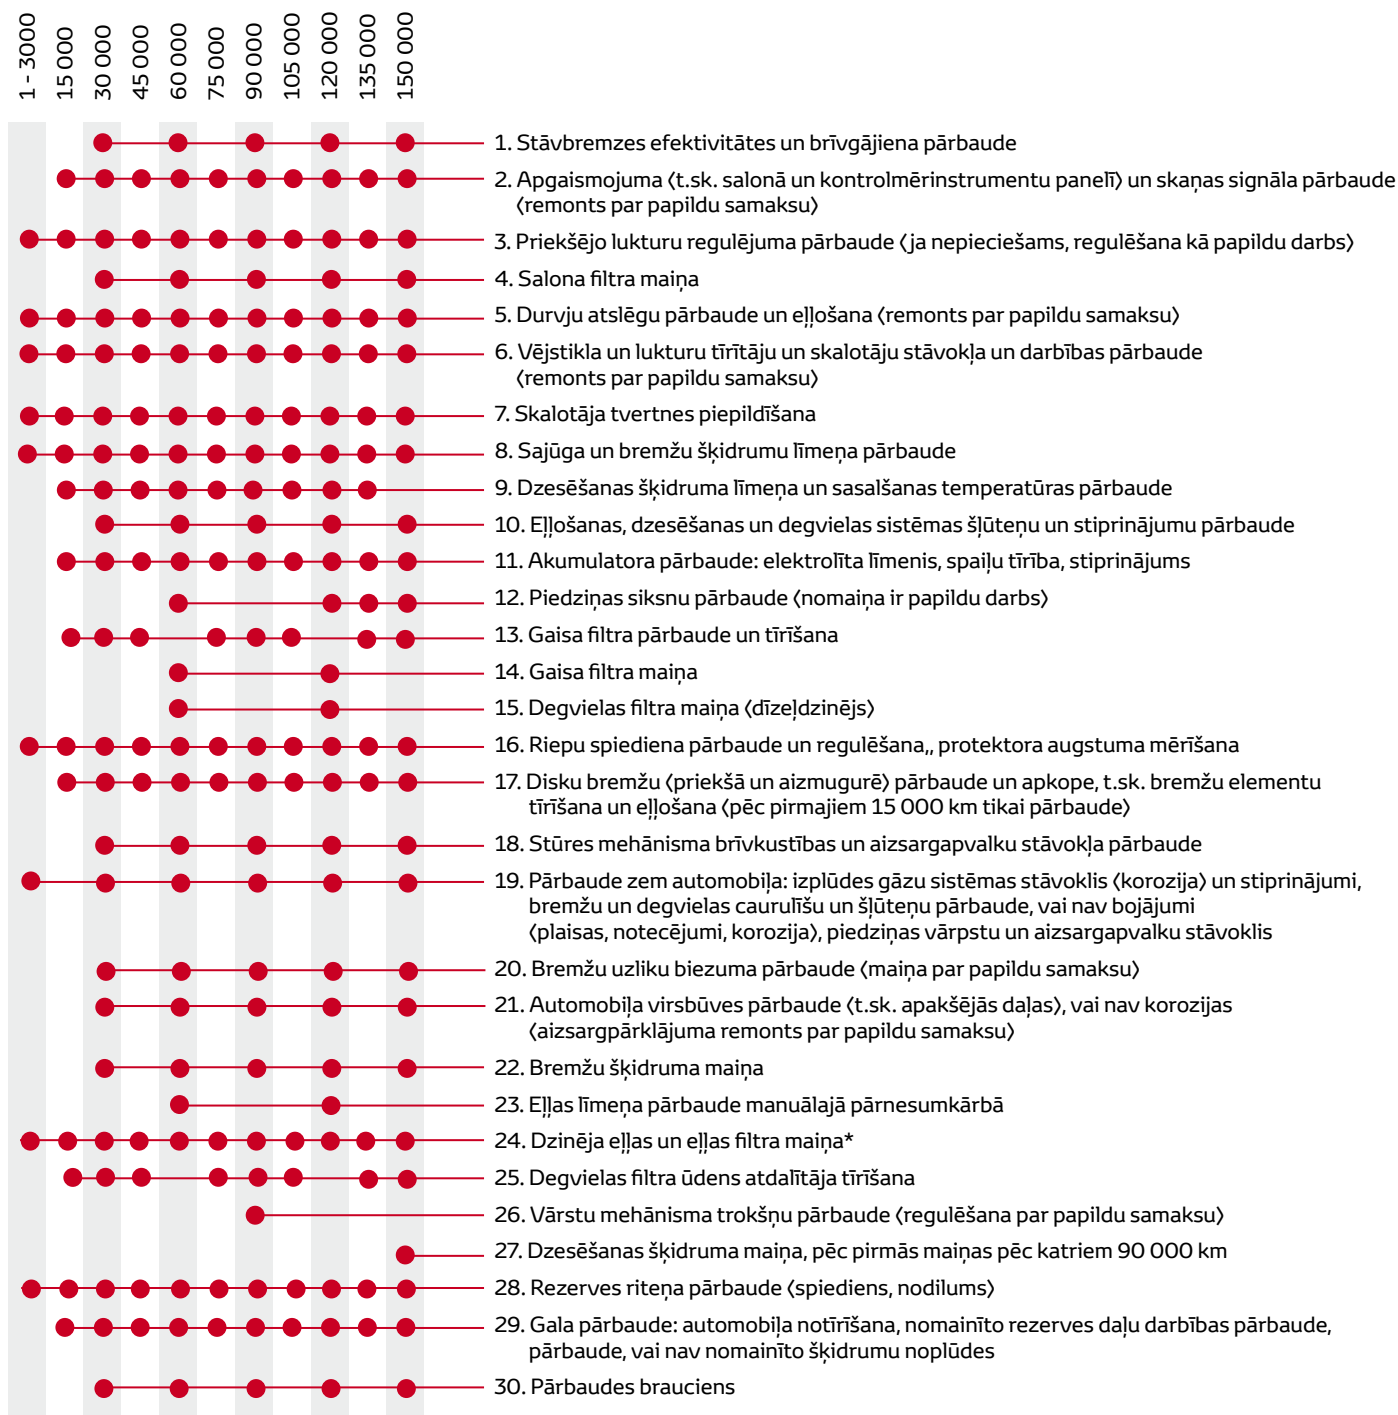 1 - 3000
15 000
30 000
45 000
60 000
75 000
90 000
105 000
120 000
135 000
150 000
1. Stāvbremzes efektivitātes un brīvgājiena pārbaude
2. Apgaismojuma ⟨t.sk. salonā un kontrolmērinstrumentu panelī⟩ un skaņas signāla pārbaude
⟨remonts par papildu samaksu⟩
3. Priekšējo lukturu regulējuma pārbaude ⟨ja nepieciešams, regulēšana kā papildu darbs⟩
4. Salona filtra maiņa
5. Durvju atslēgu pārbaude un eļļošana ⟨remonts par papildu samaksu⟩
6. Vējstikla un lukturu tīrītāju un skalotāju stāvokļa un darbības pārbaude
⟨remonts par papildu samaksu⟩
7. Skalotāja tvertnes piepildīšana
8. Sajūga un bremžu šķidrumu līmeņa pārbaude
9. Dzesēšanas šķidruma līmeņa un sasalšanas temperatūras pārbaude
10. Eļļošanas, dzesēšanas un degvielas sistēmas šļūteņu un stiprinājumu pārbaude
11. Akumulatora pārbaude: elektrolīta līmenis, spaiļu tīrība, stiprinājums
12. Piedziņas siksnu pārbaude ⟨nomaiņa ir papildu darbs⟩
13. Gaisa filtra pārbaude un tīrīšana
14. Gaisa filtra maiņa
15. Degvielas filtra maiņa ⟨dīzeļdzinējs⟩
16. Riepu spiediena pārbaude un regulēšana,, protektora augstuma mērīšana
17. Disku bremžu ⟨priekšā un aizmugurē⟩ pārbaude un apkope, t.sk. bremžu elementu
tīrīšana un eļļošana ⟨pēc pirmajiem 15 000 km tikai pārbaude⟩
18. Stūres mehānisma brīvkustības un aizsargapvalku stāvokļa pārbaude
19. Pārbaude zem automobiļa: izplūdes gāzu sistēmas stāvoklis ⟨korozija⟩ un stiprinājumi,
bremžu un degvielas caurulīšu un šļūteņu pārbaude, vai nav bojājumi
⟨plaisas, notecējumi, korozija⟩, piedziņas vārpstu un aizsargapvalku stāvoklis
20. Bremžu uzliku biezuma pārbaude ⟨maiņa par papildu samaksu⟩
21. Automobiļa virsbūves pārbaude ⟨t.sk. apakšējās daļas⟩, vai nav korozijas
⟨aizsargpārklājuma remonts par papildu samaksu⟩
22. Bremžu šķidruma maiņa
23. Eļļas līmeņa pārbaude manuālajā pārnesumkārbā
24. Dzinēja eļļas un eļļas filtra maiņa*
25. Degvielas filtra ūdens atdalītāja tīrīšana
26. Vārstu mehānisma trokšņu pārbaude ⟨regulēšana par papildu samaksu⟩
27. Dzesēšanas šķidruma maiņa, pēc pirmās maiņas pēc katriem 90 000 km
28. Rezerves riteņa pārbaude ⟨spiediens, nodilums⟩
29. Gala pārbaude: automobiļa notīrīšana, nomainīto rezerves daļu darbības pārbaude,
pārbaude, vai nav nomainīto šķidrumu noplūdes
30. Pārbaudes brauciens